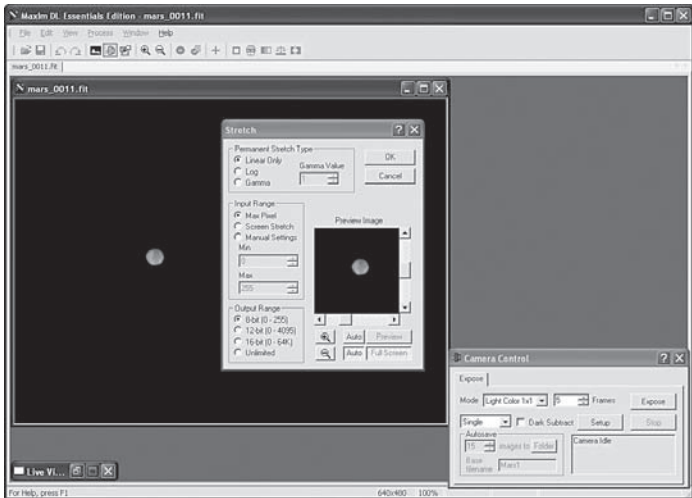 MaxIm DL Essentials Edition - mars_0011.fit
File Edit View Process Window Help
mars_0011.fit
mars_0011.fit
Stretch
Permanent Stretch Type
Linear Only
Log
Gamma
Gamma Value
1
OK
Cancel
Input Range
Max Pixel
Screen Stretch
Manual Settings
Min
0
Max
255
Preview Image
Output Range
8-bit (0 - 255)
12-bit (0 - 4095)
16-bit (0 - 64K)
Unlimited
Auto Preview
Auto Full Screen
Camera Control
Expose
Mode Light Color 1x1 5 Frames Expose
Single Dark Subtract Setup Stop
Autosave
15 images to Folder
Base filename Mars1
Camera Idle
Live Vi...
For Help, press F1
640x480 100%